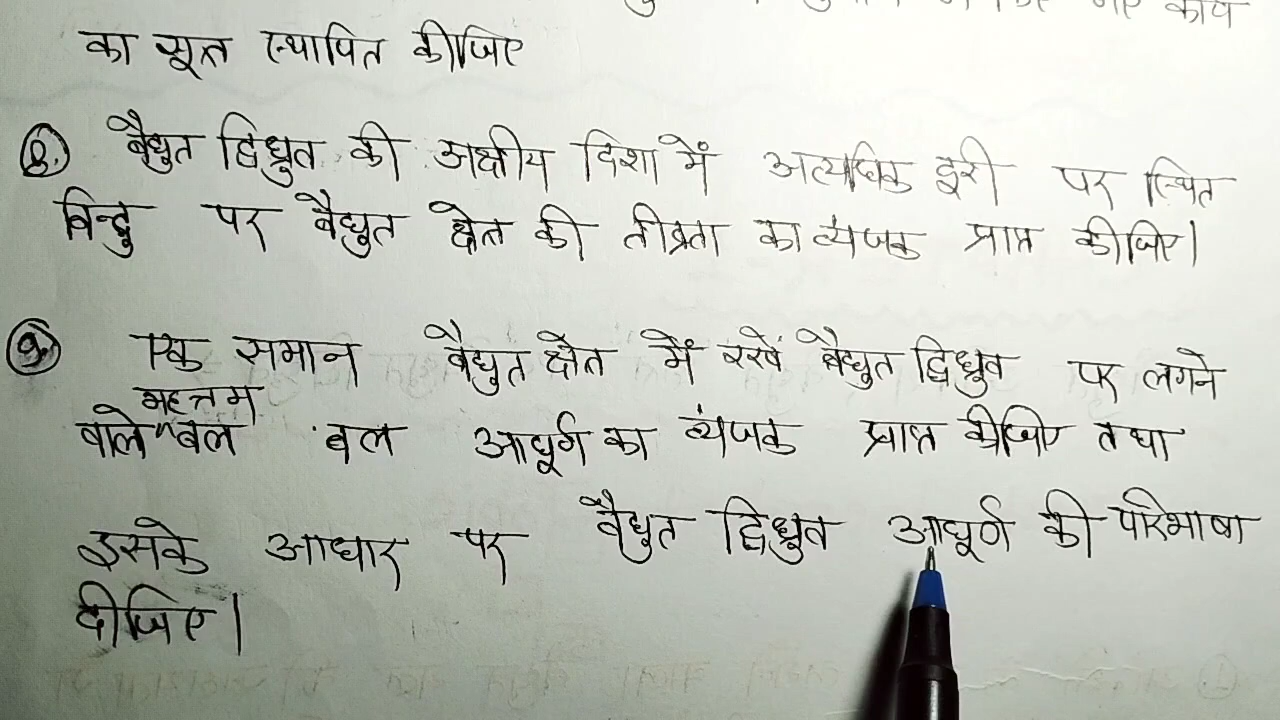 का सूत्र स्थापित कीजिए
8. वैद्युत द्विध्रुव की अक्षीय दिशा में अत्यधिक दूरी पर स्थित
बिन्दु पर वैद्युत क्षेत्र की तीव्रता का व्यंजक प्राप्त कीजिए।
9. एक समान वैद्युत क्षेत्र में रखें वैद्युत द्विध्रुव पर लगने
महत्तम
वाले बल बल आघूर्ण का व्यंजक प्राप्त कीजिए तथा
इसके आधार पर वैद्युत द्विध्रुव आघूर्ण की परिभाषा
दीजिए।